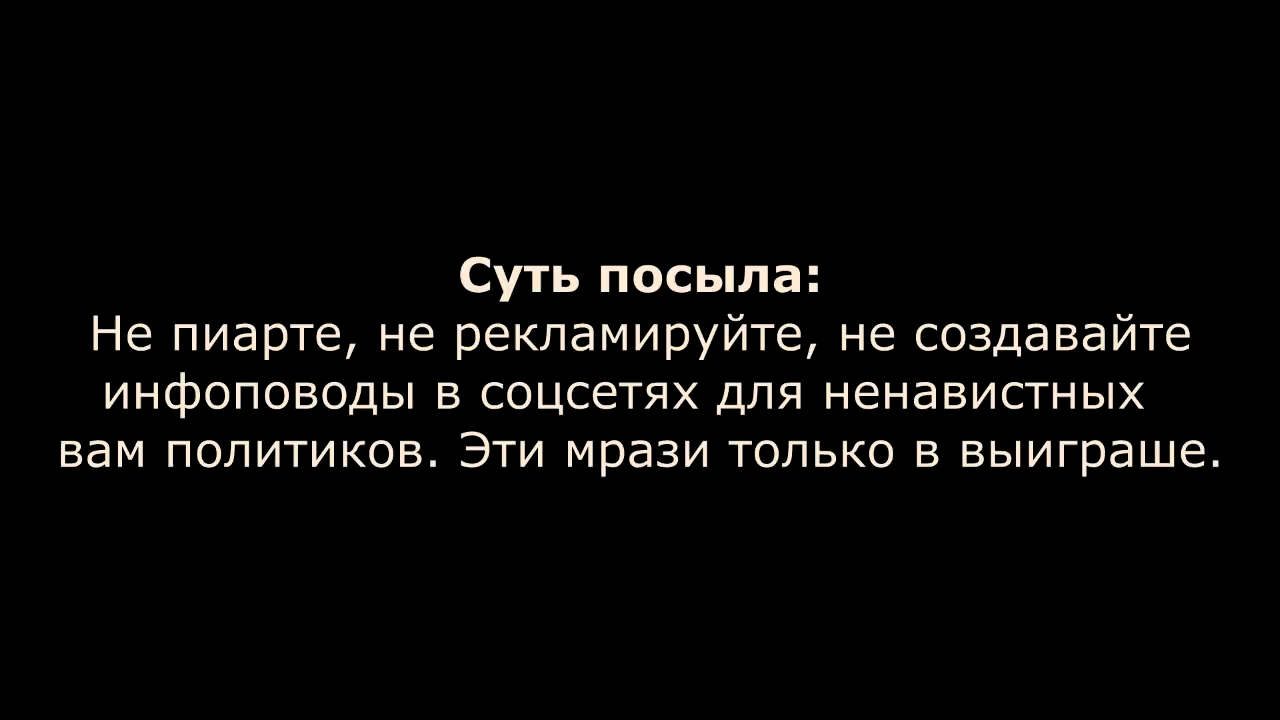 Суть посыла:
Не пиарте, не рекламируйте, не создавайте
инфоповоды в соцсетях для ненавистных
вам политиков. Эти мрази только в выиграше.